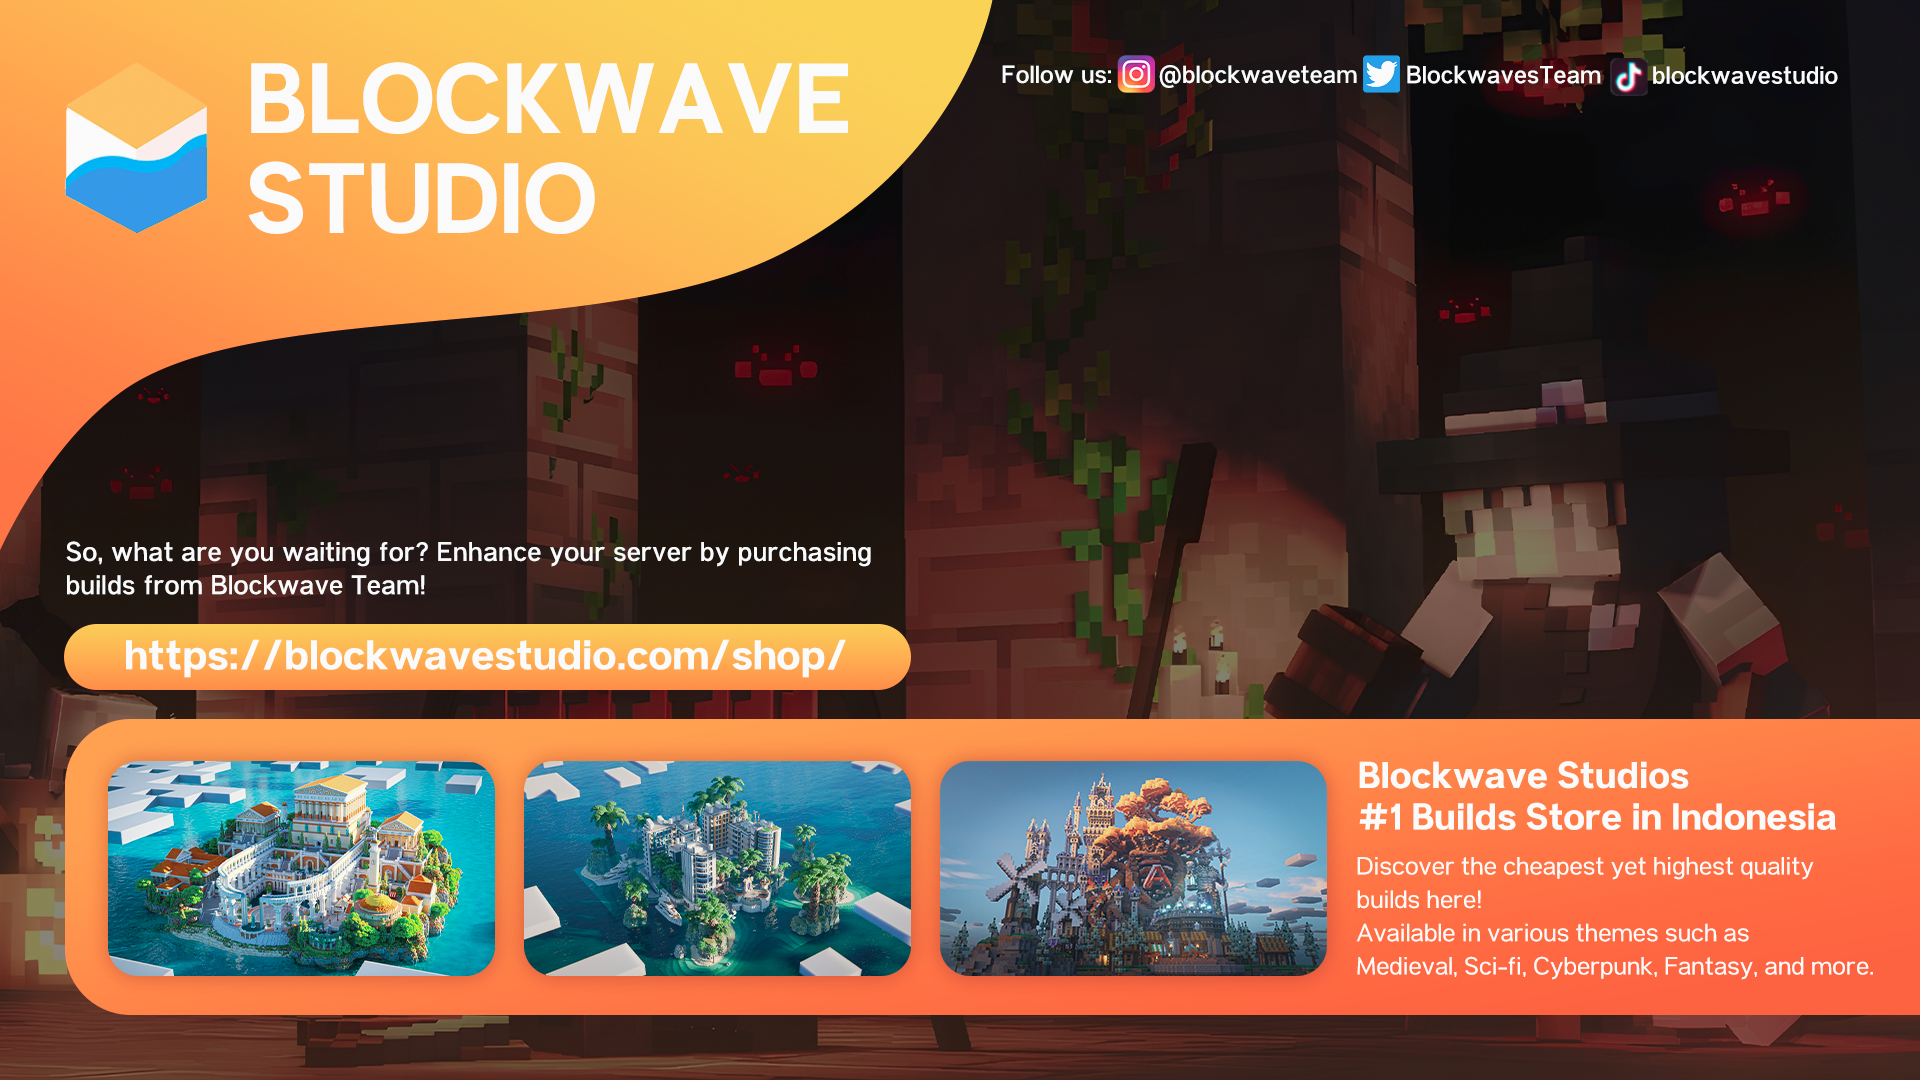 BLOCKWAVE
STUDIO
Follow us: @blockwaveteam BlockwavesTeam blockwavestudio
So, what are you waiting for? Enhance your server by purchasing
builds from Blockwave Team!
https://blockwavestudio.com/shop/
Blockwave Studios
#1 Builds Store in Indonesia
Discover the cheapest yet highest quality
builds here!
Available in various themes such as
Medieval, Sci-fi, Cyberpunk, Fantasy, and more.